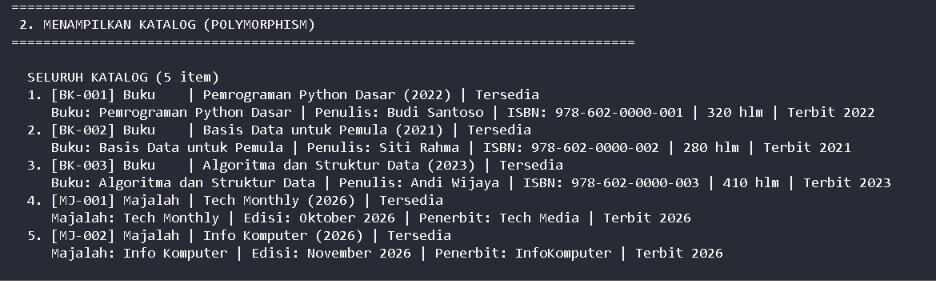 ==============================================================================
2. MENAMPILKAN KATALOG (POLYMORPHISM)
==============================================================================
SELURUH KATALOG (5 item)
1. [BK-001] Buku    | Pemrograman Python Dasar (2022) | Tersedia
Buku: Pemrograman Python Dasar | Penulis: Budi Santoso | ISBN: 978-602-0000-001 | 320 hlm | Terbit 2022
2. [BK-002] Buku    | Basis Data untuk Pemula (2021) | Tersedia
Buku: Basis Data untuk Pemula | Penulis: Siti Rahma | ISBN: 978-602-0000-002 | 280 hlm | Terbit 2021
3. [BK-003] Buku    | Algoritma dan Struktur Data (2023) | Tersedia
Buku: Algoritma dan Struktur Data | Penulis: Andi Wijaya | ISBN: 978-602-0000-003 | 410 hlm | Terbit 2023
4. [MJ-001] Majalah | Tech Monthly (2026) | Tersedia
Majalah: Tech Monthly | Edisi: Oktober 2026 | Penerbit: Tech Media | Terbit 2026
5. [MJ-002] Majalah | Info Komputer (2026) | Tersedia
Majalah: Info Komputer | Edisi: November 2026 | Penerbit: InfoKomputer | Terbit 2026